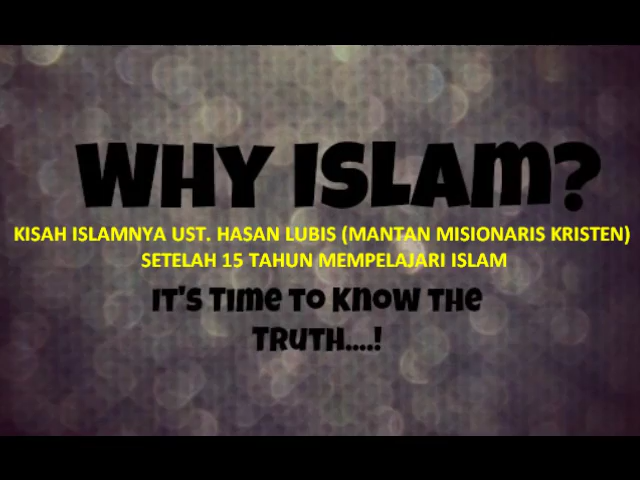 WHY ISLAM?
KISAH ISLAMNYA UST. HASAN LUBIS (MANTAN MISIONARIS KRISTEN)
SETELAH 15 TAHUN MEMPELAJARI ISLAM
IT'S TIME TO KNOW THE
TRUTH....!